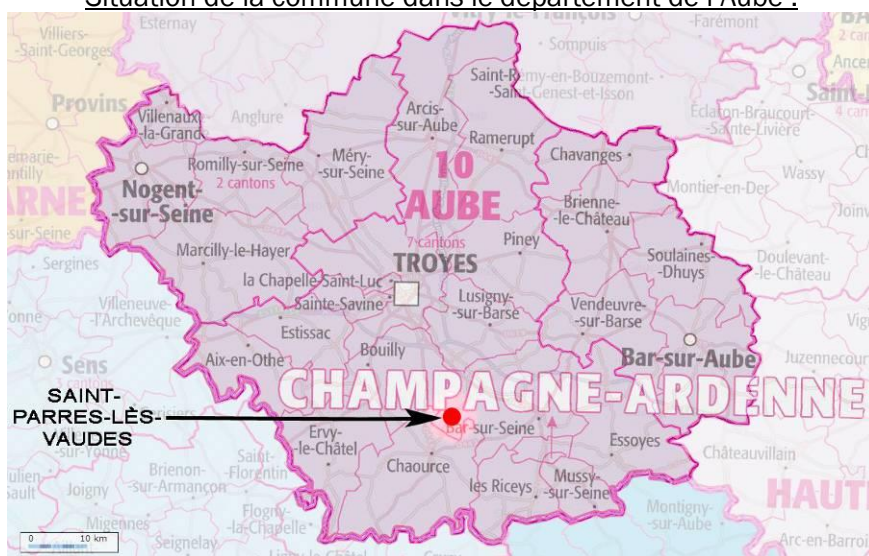 Situation de la commune dans le département de l'Aube :
Esternay
Villiers-
-Saint-Georges
Vitry-le-François
Farémont
Sompuis
Saint-Rémy-en-Bouzemont-
-Saint-Genest-et-Isson
Provins
Anglure
Villenauxe
-la-Grand
Arcis-
-sur-Aube
Ramerupt
Éclaron-Braucourt-
-Sainte-Livière
4 cantons
Romilly-sur-Seine
2 cantons
Méry-
-sur-Seine
10
AUBE
7 cantons
Chavanges
Wassy
Montier-en-Der
Nogent-
-sur-Seine
Brienne-
-le-Château
Marcilly-le-Hayer
Piney
Soulaines-
-Dhuys
Doulevant-
-le-Château
Sergines
TROYES
la Chapelle-Saint-Luc
Sainte-Savine
Lusigny-
-sur-Barse
Vendeuvre-
-sur-Barse
Villeneuve-
-l'Archevêque
Estissac
Bouilly
Aix-en-Othe
Bar-sur-Aube
Juzennecourt
Sens
CHAMPAGNE-ARDENNE
SAINT-
PARRES-LÈS-
VAUDES
Bar-sur-Seine
Ervy-
-le-Châtel
Essoyes
Châteauvillain
Chaource
les Riceys
Mussy-
-sur-Seine
Saint-
-Florentin
Brienon-
-sur-Armançon
Joigny
Flogny-
-la-Chapelle
Migennes
Seignelay
Montigny-
-sur-Aube
HAUT
Arc-en-Barrois
0 10 km